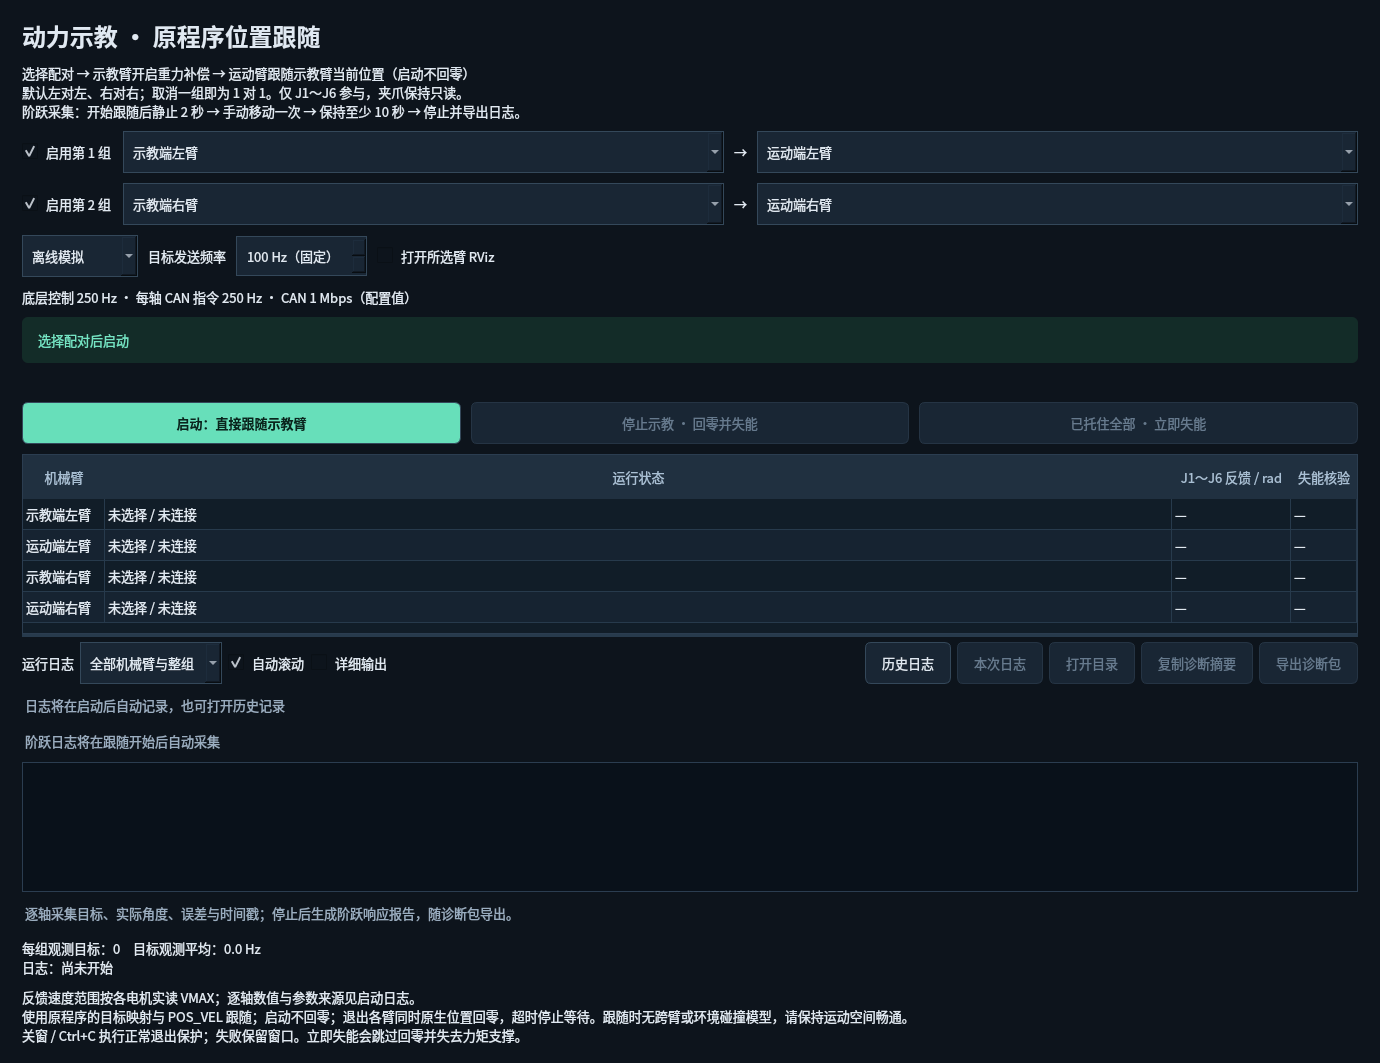 动力示教 · 原程序位置跟随
选择配对 → 示教臂开启重力补偿 → 运动臂跟随示教臂当前位置（启动不回零）
默认左对左、右对右；取消一组即为 1 对 1。仅 J1～J6 参与，夹爪保持只读。
阶跃采集：开始跟随后静止 2 秒 → 手动移动一次 → 保持至少 10 秒 → 停止并导出日志。
启用第 1 组 示教端左臂 → 运动端左臂
启用第 2 组 示教端右臂 → 运动端右臂
离线模拟 目标发送频率 100 Hz（固定） 打开所选臂 RViz
底层控制 250 Hz · 每轴 CAN 指令 250 Hz · CAN 1 Mbps（配置值）
选择配对后启动
启动：直接跟随示教臂 停止示教 · 回零并失能 已托住全部 · 立即失能
机械臂 运行状态 J1～J6 反馈 / rad 失能核验
示教端左臂 未选择 / 未连接 — —
运动端左臂 未选择 / 未连接 — —
示教端右臂 未选择 / 未连接 — —
运动端右臂 未选择 / 未连接 — —
运行日志 全部机械臂与整组 自动滚动 详细输出 历史日志 本次日志 打开目录 复制诊断摘要 导出诊断包
日志将在启动后自动记录，也可打开历史记录
阶跃日志将在跟随开始后自动采集
逐轴采集目标、实际角度、误差与时间戳；停止后生成阶跃响应报告，随诊断包导出。
每组观测目标：0 目标观测平均：0.0 Hz
日志：尚未开始
反馈速度范围按各电机实读 VMAX；逐轴数值与参数来源见启动日志。
使用原程序的目标映射与 POS_VEL 跟随；启动不回零；退出各臂同时原生位置回零，超时停止等待。跟随时无跨臂或环境碰撞模型，请保持运动空间畅通。
关窗 / Ctrl+C 执行正常退出保护；失败保留窗口。立即失能会跳过回零并失去力矩支撑。